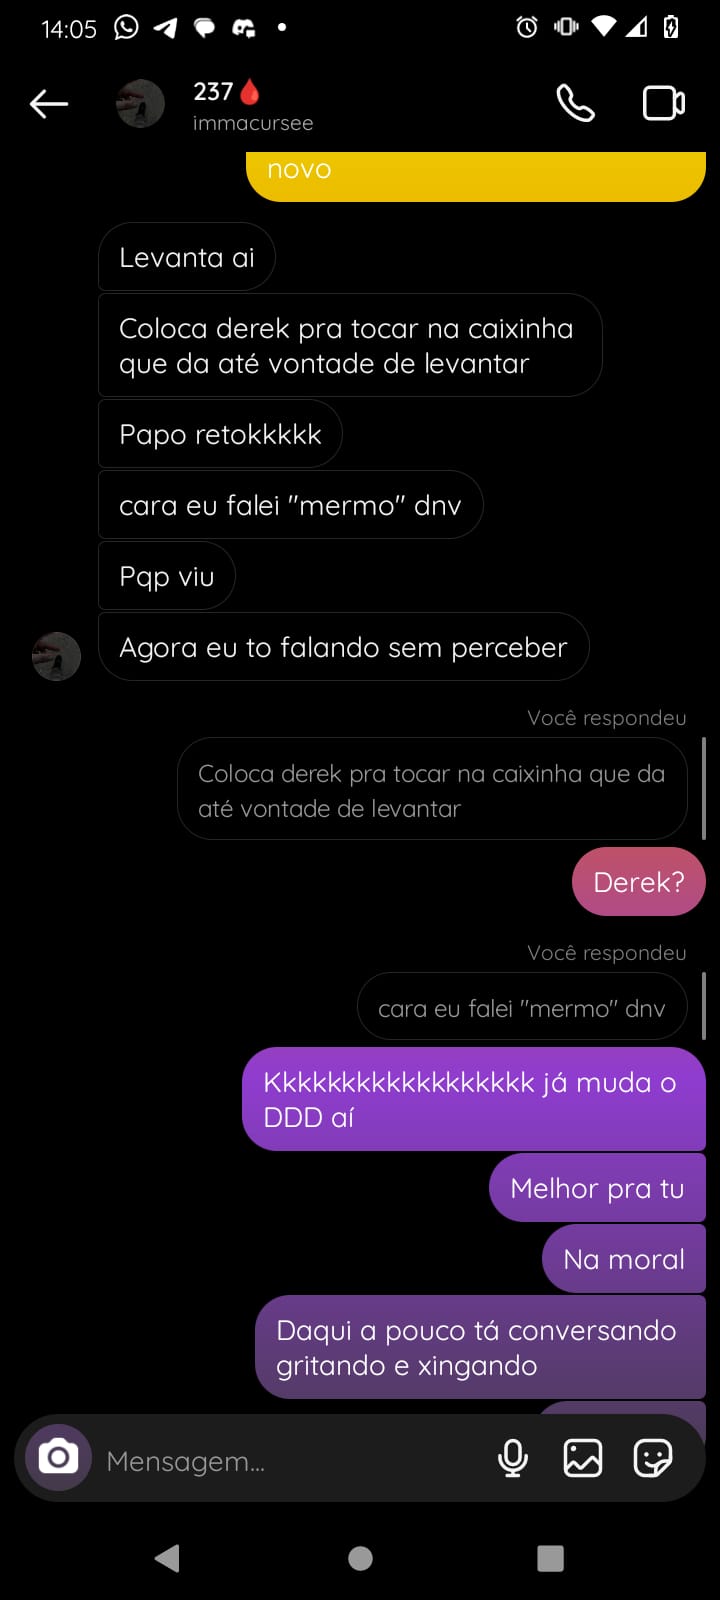 14:05
237🩸
immacursee
novo
Levanta ai
Coloca derek pra tocar na caixinha
que da até vontade de levantar
Papo retokkkkk
cara eu falei "mermo" dnv
Pqp viu
Agora eu to falando sem perceber
Você respondeu
Coloca derek pra tocar na caixinha que da
até vontade de levantar
Derek?
Você respondeu
cara eu falei "mermo" dnv
Kkkkkkkkkkkkkkkkkkk já muda o
DDD aí
Melhor pra tu
Na moral
Daqui a pouco tá conversando
gritando e xingando
Mensagem...